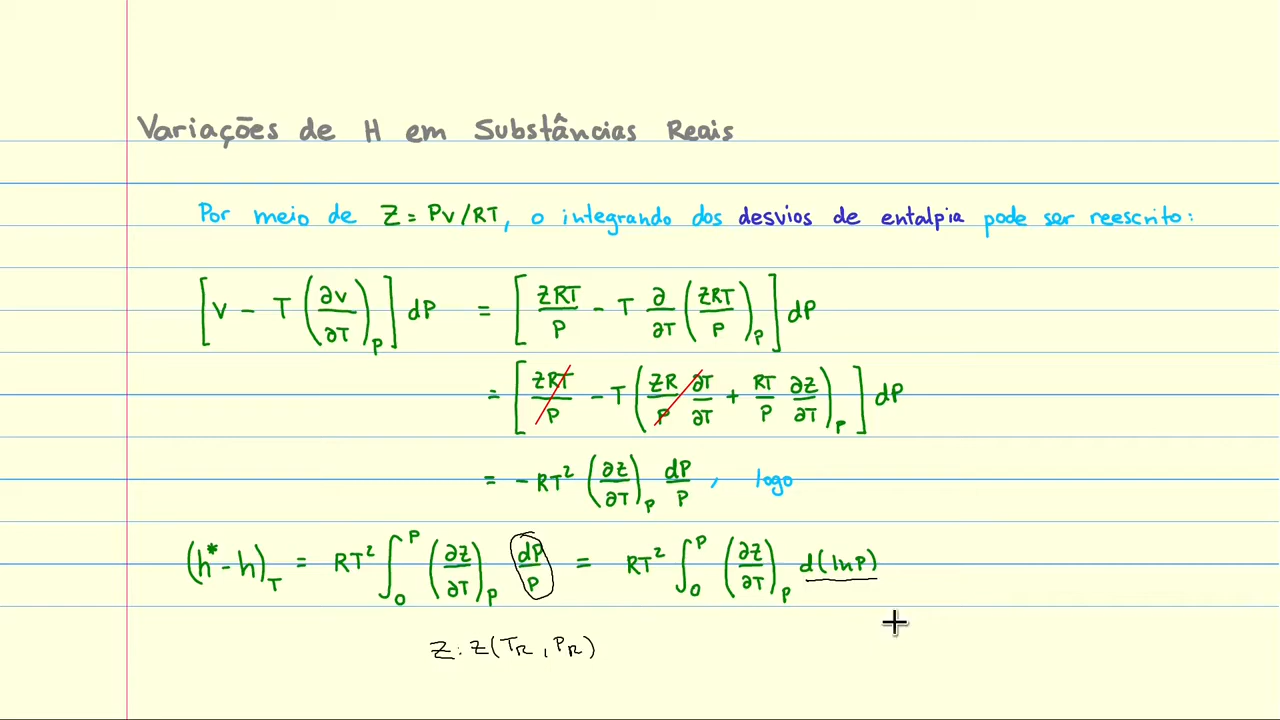 Variações de H em Substâncias Reais
Por meio de Z = PV/RT, o integrando dos desvios de entalpia pode ser reescrito:
[V - T (∂V/∂T)_P] dP = [ZRT/P - T ∂/∂T (ZRT/P)_P] dP
= [ZRT/P - T (ZR/P ∂T/∂T + RT/P ∂Z/∂T)_P] dP
= -RT² (∂Z/∂T)_P dP/P , logo
(h* - h)_T = RT² ∫₀^P (∂Z/∂T)_P dP/P = RT² ∫₀^P (∂Z/∂T)_P d(lnP)
Z: Z(T_R, P_R)